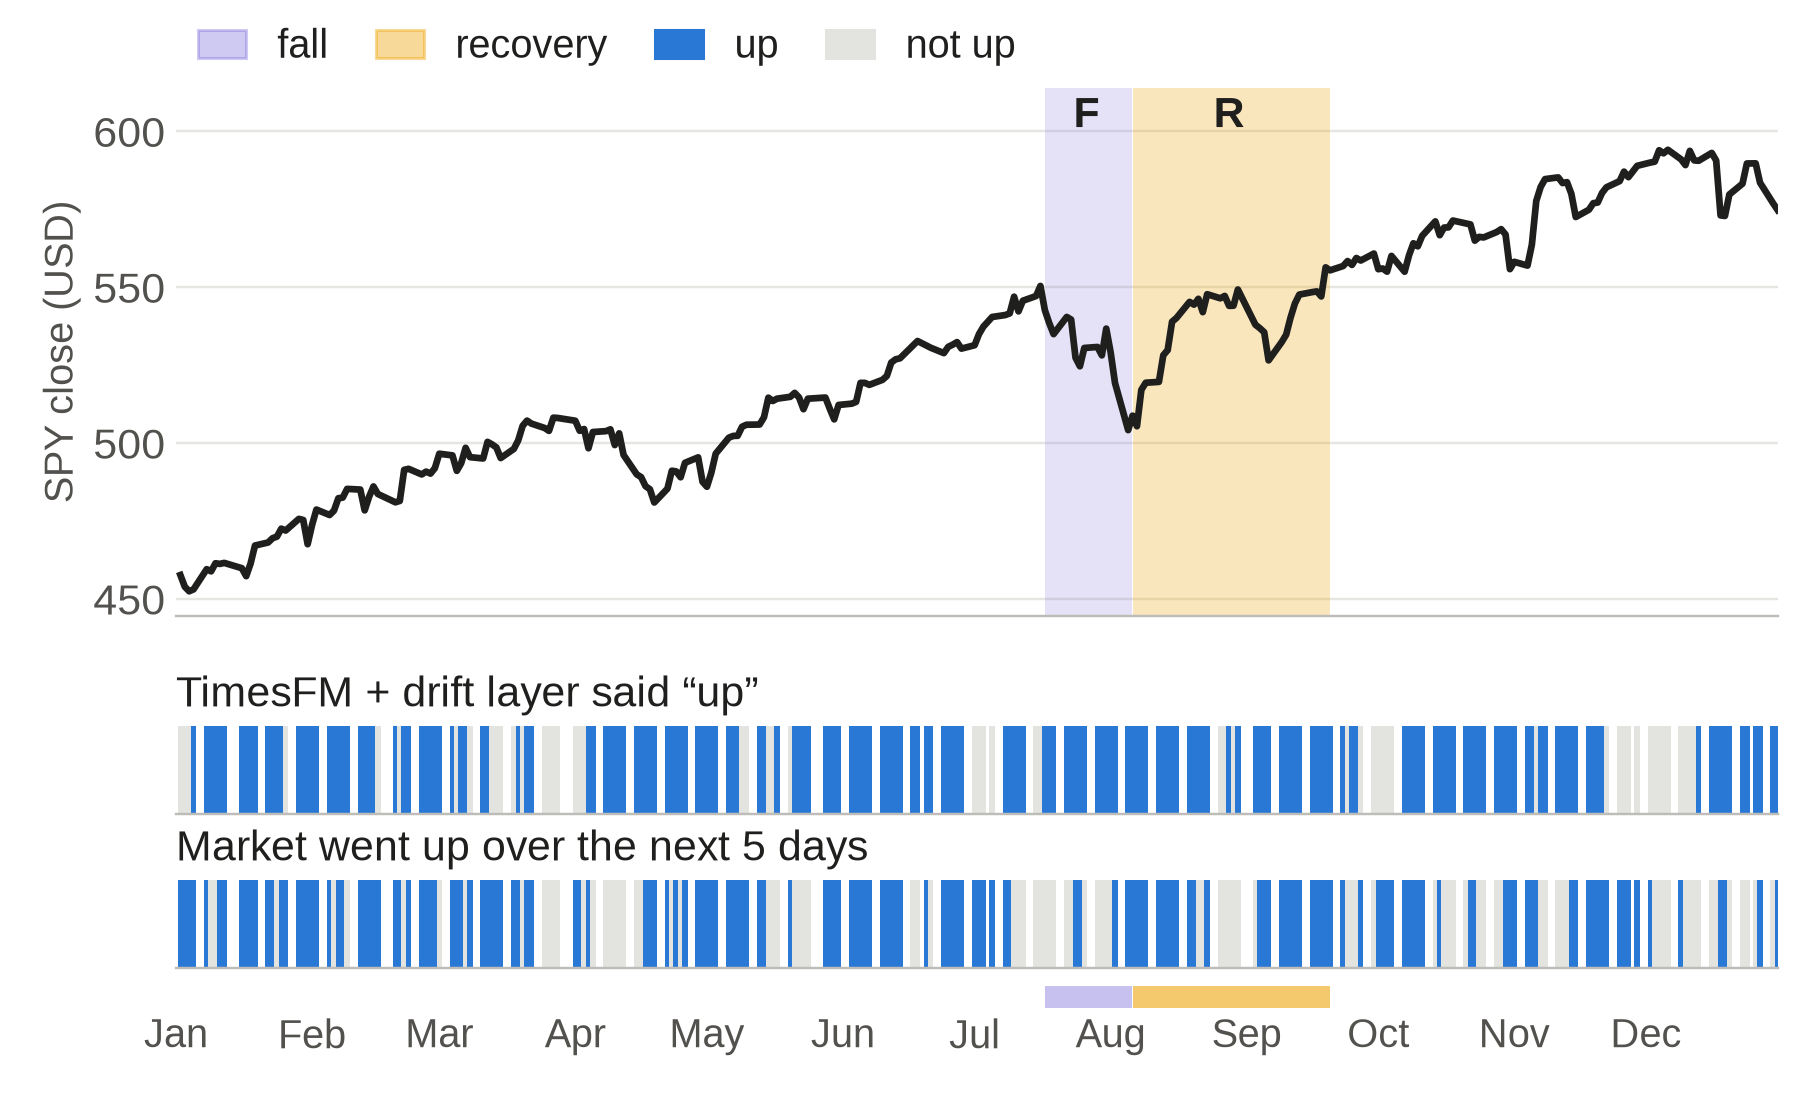 fall recovery up not up
F R
600
550
500
450
SPY close (USD)
TimesFM + drift layer said “up”
Market went up over the next 5 days
Jan Feb Mar Apr May Jun Jul Aug Sep Oct Nov Dec